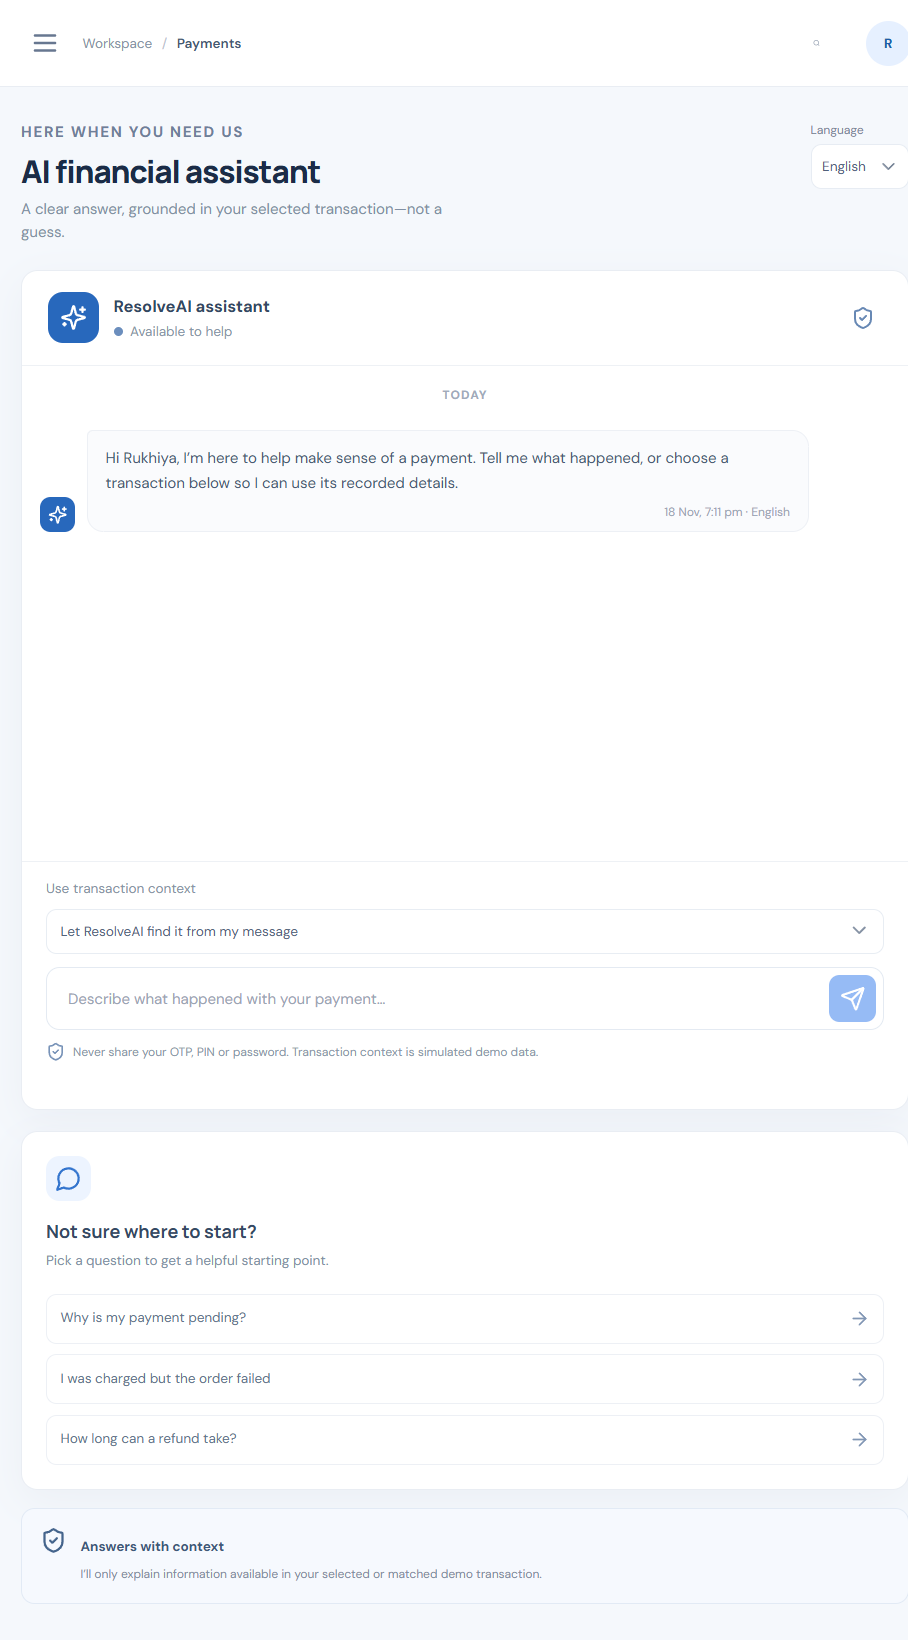 Workspace / Payments
R
HERE WHEN YOU NEED US
AI financial assistant
A clear answer, grounded in your selected transaction—not a
guess.
Language
English
ResolveAI assistant
Available to help
TODAY
Hi Rukhiya, I’m here to help make sense of a payment. Tell me what happened, or choose a
transaction below so I can use its recorded details.
18 Nov, 7:11 pm · English
Use transaction context
Let ResolveAI find it from my message
Describe what happened with your payment...
Never share your OTP, PIN or password. Transaction context is simulated demo data.
Not sure where to start?
Pick a question to get a helpful starting point.
Why is my payment pending?
I was charged but the order failed
How long can a refund take?
Answers with context
I’ll only explain information available in your selected or matched demo transaction.